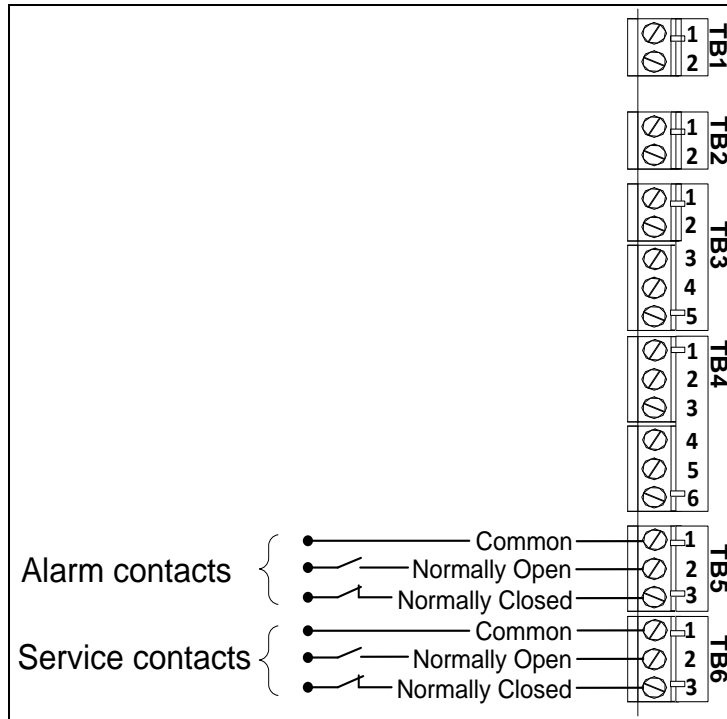 1
2
TB1
1
2
TB2
1
2
3
4
5
TB3
1
2
3
4
5
6
TB4
Alarm contacts
Common
1
Normally Open
2
Normally Closed
3
TB5
Service contacts
Common
1
Normally Open
2
Normally Closed
3
TB6